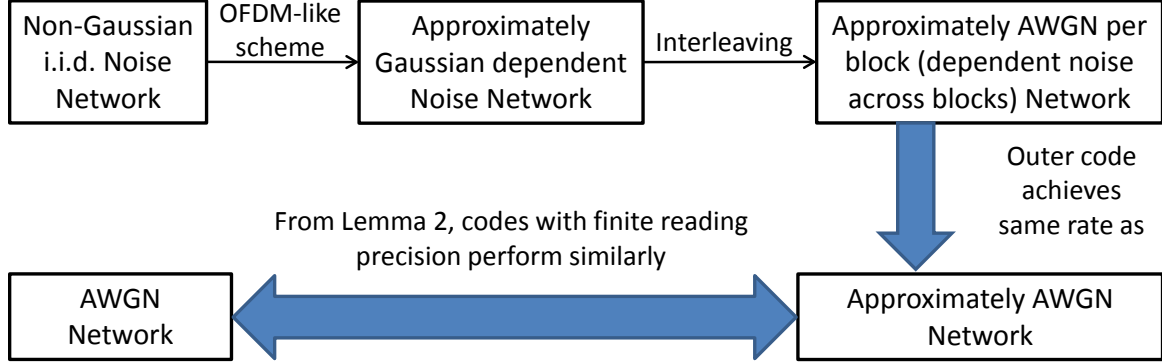 Non-Gaussian
i.i.d. Noise
Network
OFDM-like
scheme
Approximately
Gaussian dependent
Noise Network
Interleaving
Approximately AWGN per
block (dependent noise
across blocks) Network
Outer code
achieves
same rate as
From Lemma 2, codes with finite reading
precision perform similarly
AWGN
Network
Approximately AWGN
Network